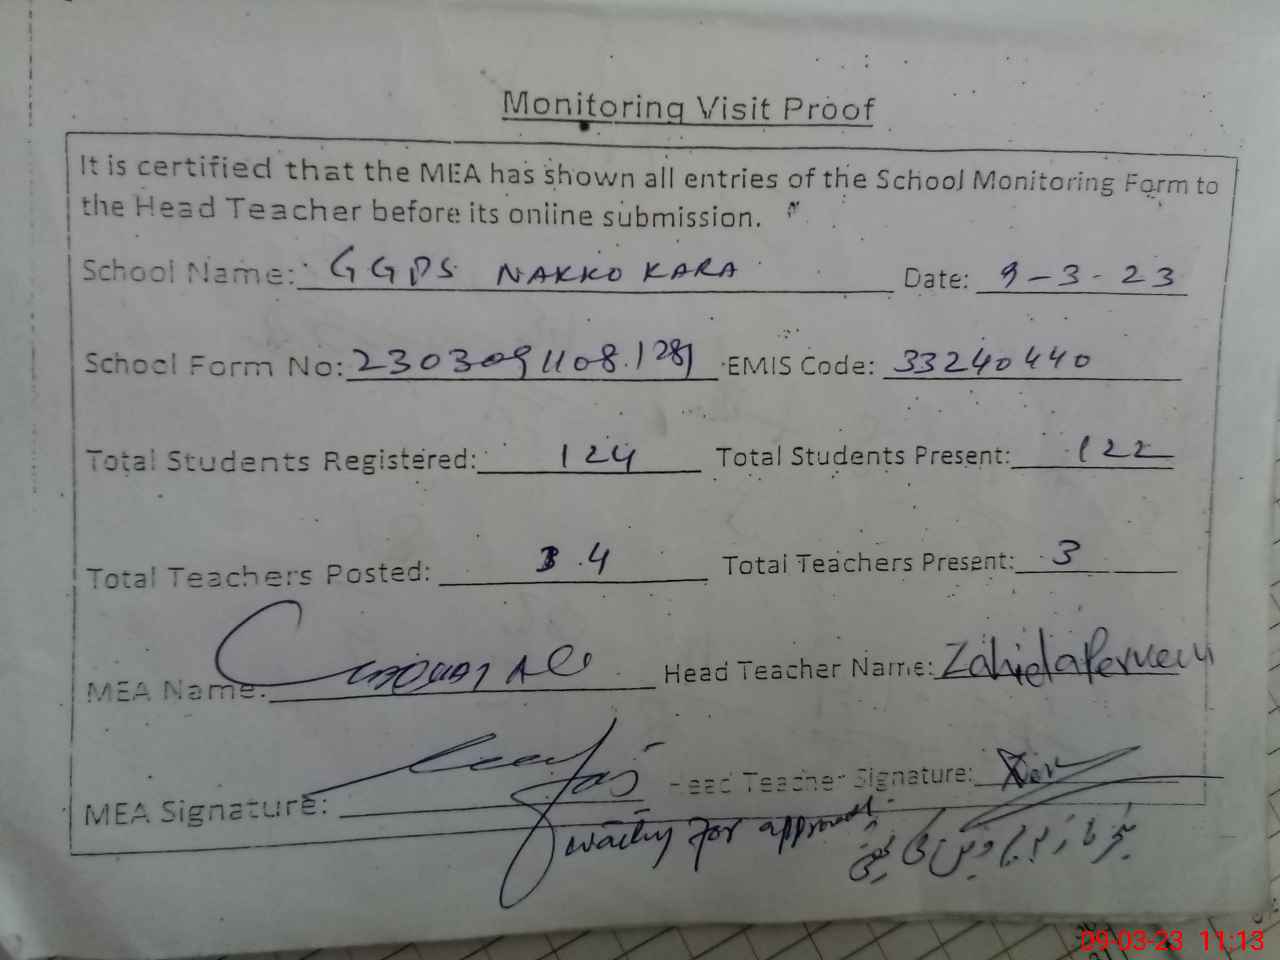 Monitoring Visit Proof
It is certified that the MEA has shown all entries of the School Monitoring Form to
the Head Teacher before its online submission.
School Name: GGPS NAKKO KARA Date: 9-3-23
School Form No: 2303091108.1281 EMIS Code: 33240440
Total Students Registered: 124 Total Students Present: 122
Total Teachers Posted: 4 Total Teachers Present: 3
MEA Name: Head Teacher Name: Zahida Perveen
MEA Signature: Head Teacher Signature:
waiting for approval
09-03-23 11:13